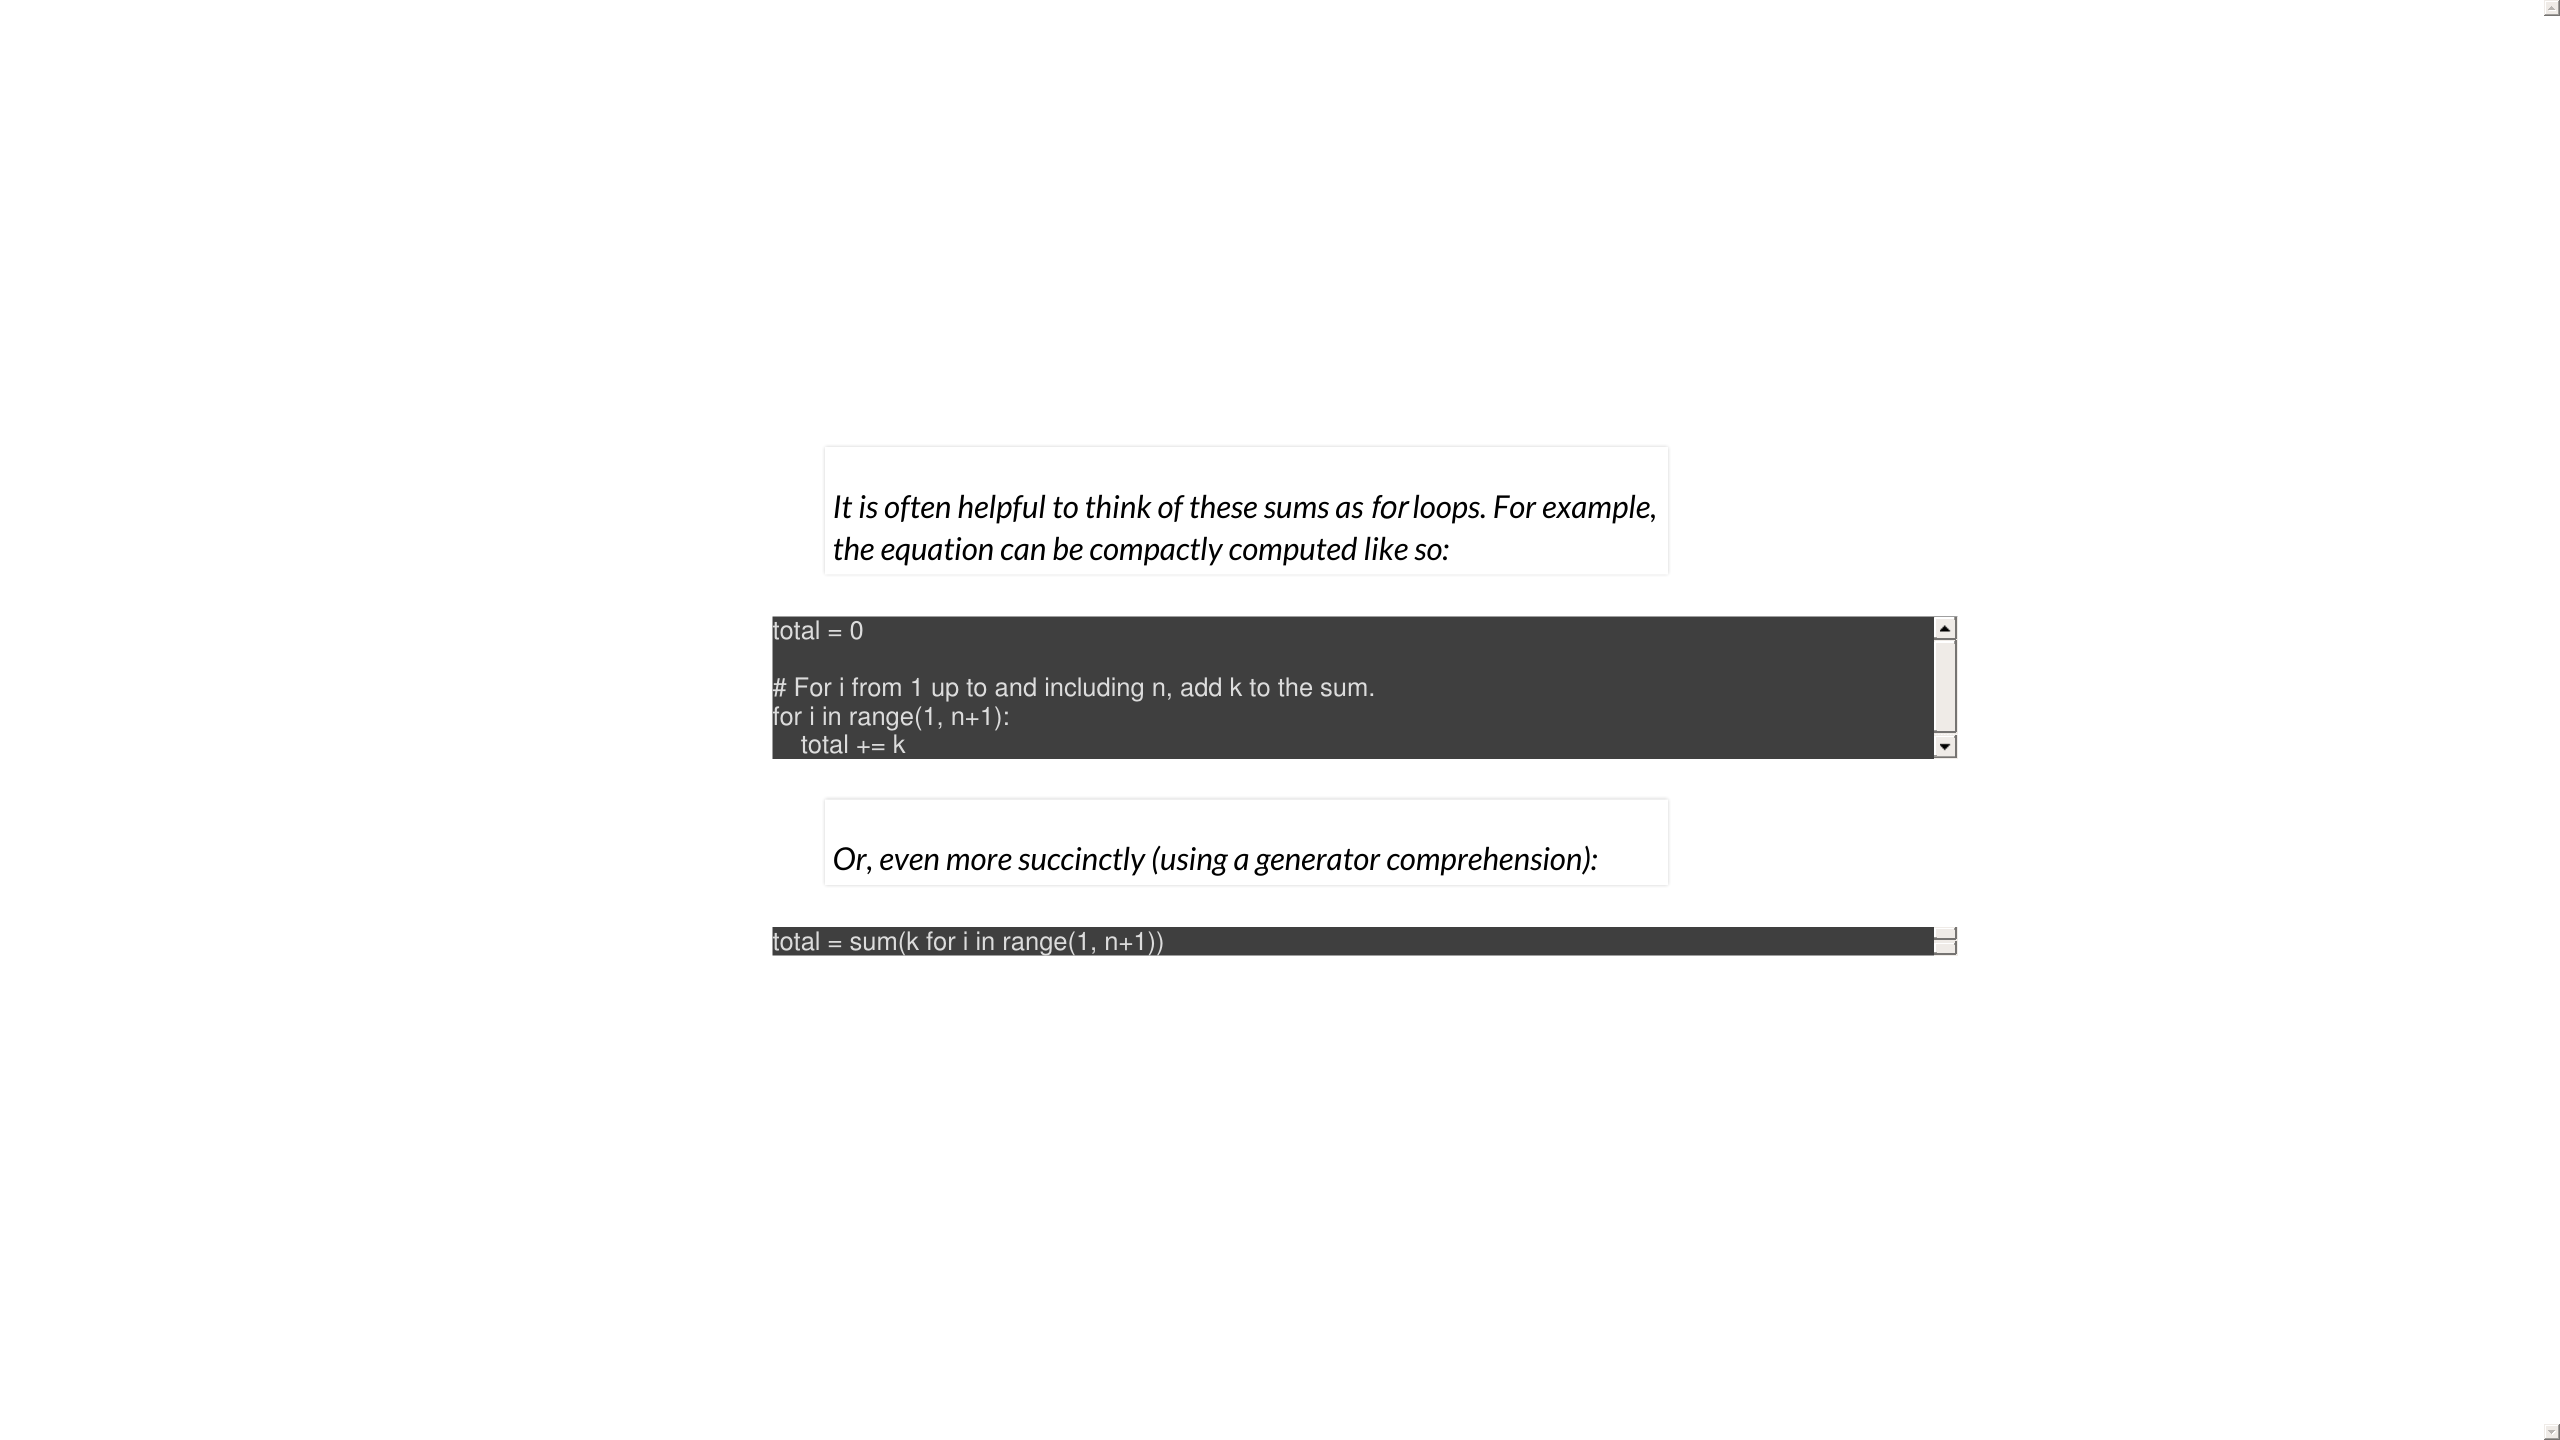 It is often helpful to think of these sums as for loops. For example,
the equation can be compactly computed like so:
total = 0
# For i from 1 up to and including n, add k to the sum.
for i in range(1, n+1):
    total += k
Or, even more succinctly (using a generator comprehension):
total = sum(k for i in range(1, n+1))